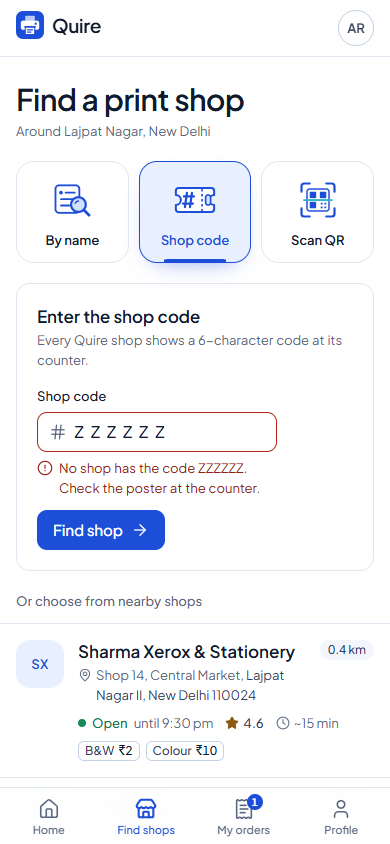 Quire
AR
Find a print shop
Around Lajpat Nagar, New Delhi
By name
#
Shop code
Scan QR
Enter the shop code
Every Quire shop shows a 6-character code at its
counter.
Shop code
# Z Z Z Z Z Z
No shop has the code ZZZZZZ.
Check the poster at the counter.
Find shop →
Or choose from nearby shops
SX
Sharma Xerox & Stationery
0.4 km
Shop 14, Central Market, Lajpat
Nagar II, New Delhi 110024
Open until 9:30 pm ★ 4.6 ~15 min
B&W ₹2 Colour ₹10
1
Home Find shops My orders Profile